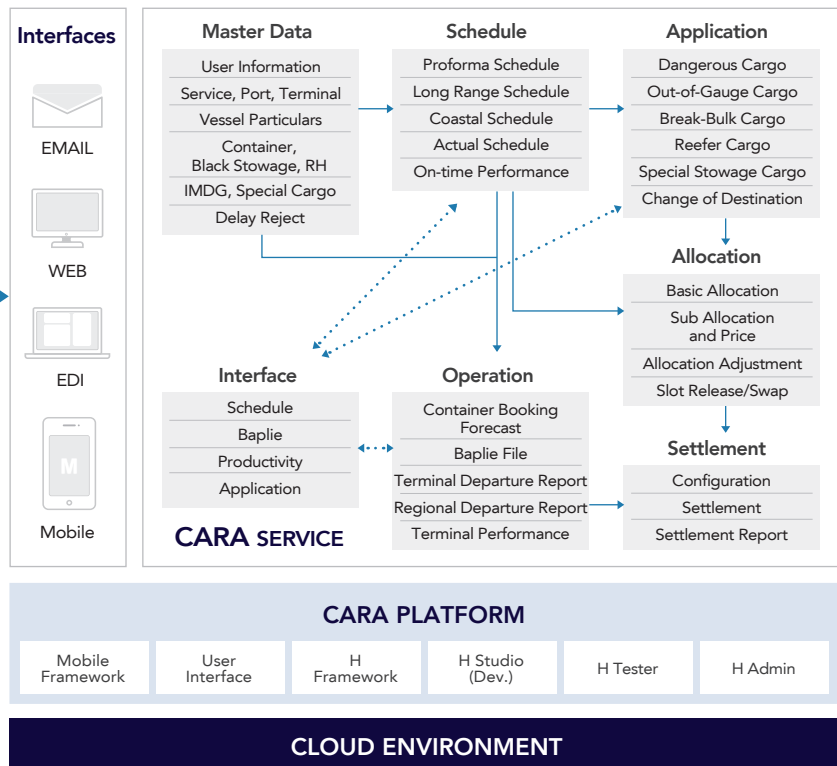 Interfaces
EMAIL
WEB
EDI
M
Mobile
Master Data
User Information
Service, Port, Terminal
Vessel Particulars
Container,
Black Stowage, RH
IMDG, Special Cargo
Delay Reject
Schedule
Proforma Schedule
Long Range Schedule
Coastal Schedule
Actual Schedule
On-time Performance
Application
Dangerous Cargo
Out-of-Gauge Cargo
Break-Bulk Cargo
Reefer Cargo
Special Stowage Cargo
Change of Destination
Allocation
Basic Allocation
Sub Allocation
and Price
Allocation Adjustment
Slot Release/Swap
Interface
Schedule
Baplie
Productivity
Application
Operation
Container Booking
Forecast
Baplie File
Terminal Departure Report
Regional Departure Report
Terminal Performance
Settlement
Configuration
Settlement
Settlement Report
CARA SERVICE
CARA PLATFORM
Mobile
Framework
User
Interface
H
Framework
H Studio
(Dev.)
H Tester
H Admin
CLOUD ENVIRONMENT